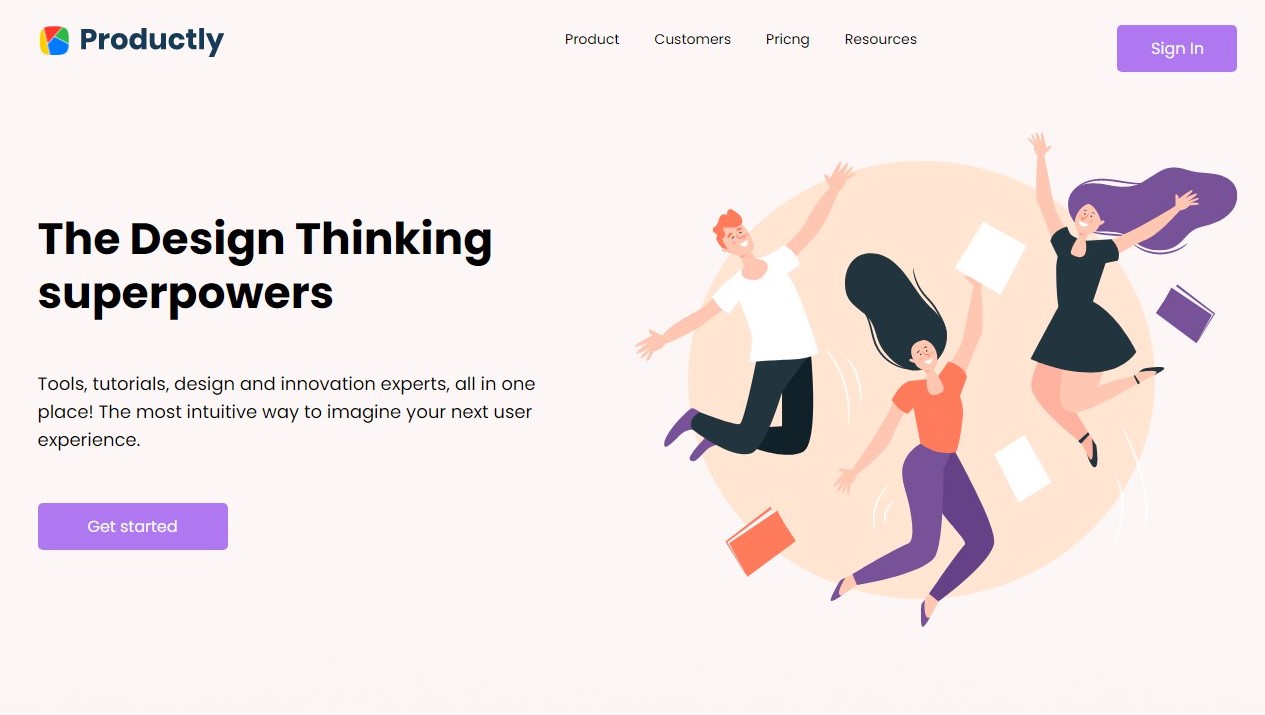 Productly
Product
Customers
Pricng
Resources
Sign In
The Design Thinking
superpowers
Tools, tutorials, design and innovation experts, all in one
place! The most intuitive way to imagine your next user
experience.
Get started